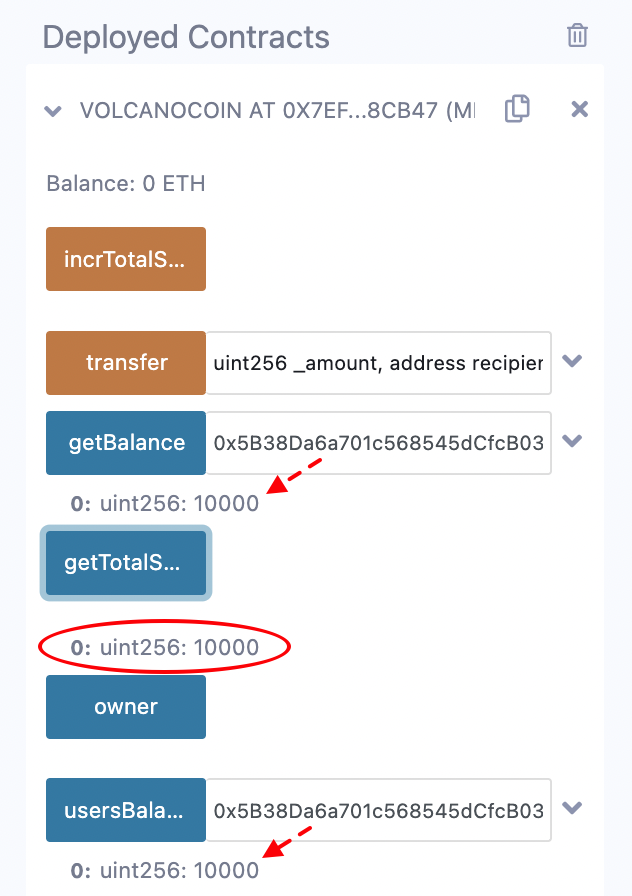 Deployed Contracts
VOLCANOCOIN AT 0X7EF...8CB47 (M
Balance: 0 ETH
incrTotalS...
transfer uint256 _amount, address recipien
getBalance 0x5B38Da6a701c568545dCfcB03
0: uint256: 10000
getTotalS...
0: uint256: 10000
owner
usersBala... 0x5B38Da6a701c568545dCfcB03
0: uint256: 10000